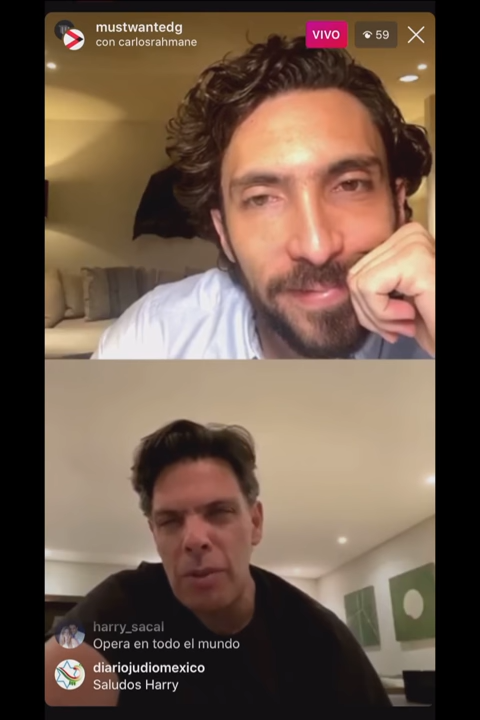 mustwantedg
con carlosrahmane
VIVO
59
harry_sacal
Opera en todo el mundo
diariojudiomexico
Saludos Harry